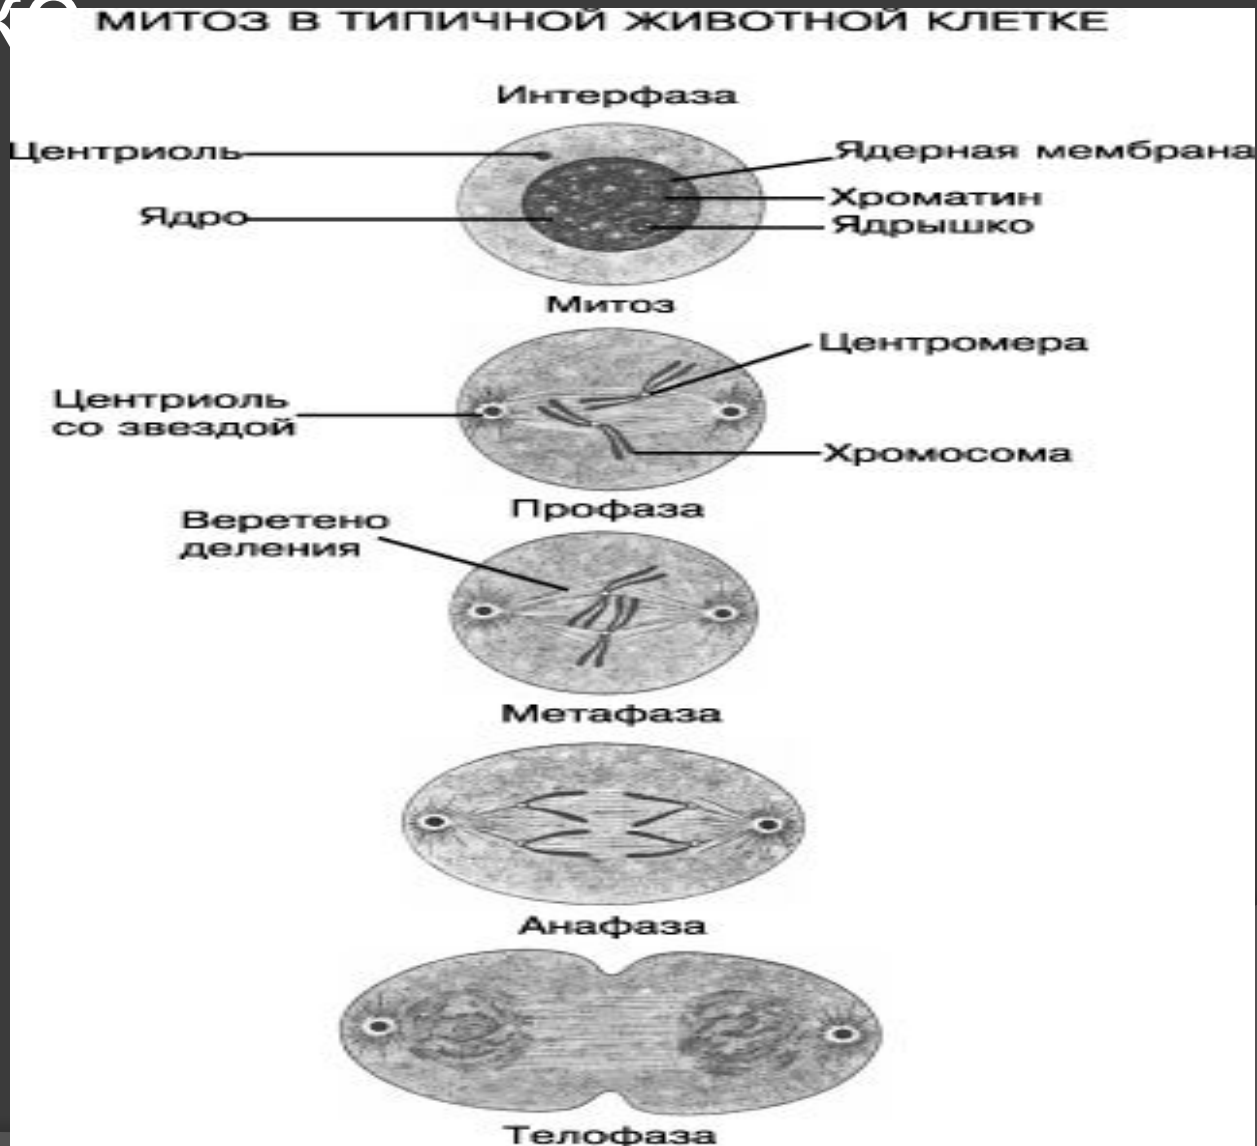 МИТОЗ В ТИПИЧНОЙ ЖИВОТНОЙ КЛЕТКЕ
Интерфаза
Центриоль
Ядерная мембрана
Хроматин
Ядро
Ядрышко
Митоз
Центромера
Центриоль
со звездой
Хромосома
Профаза
Веретено
деления
Метафаза
Анафаза
Телофаза